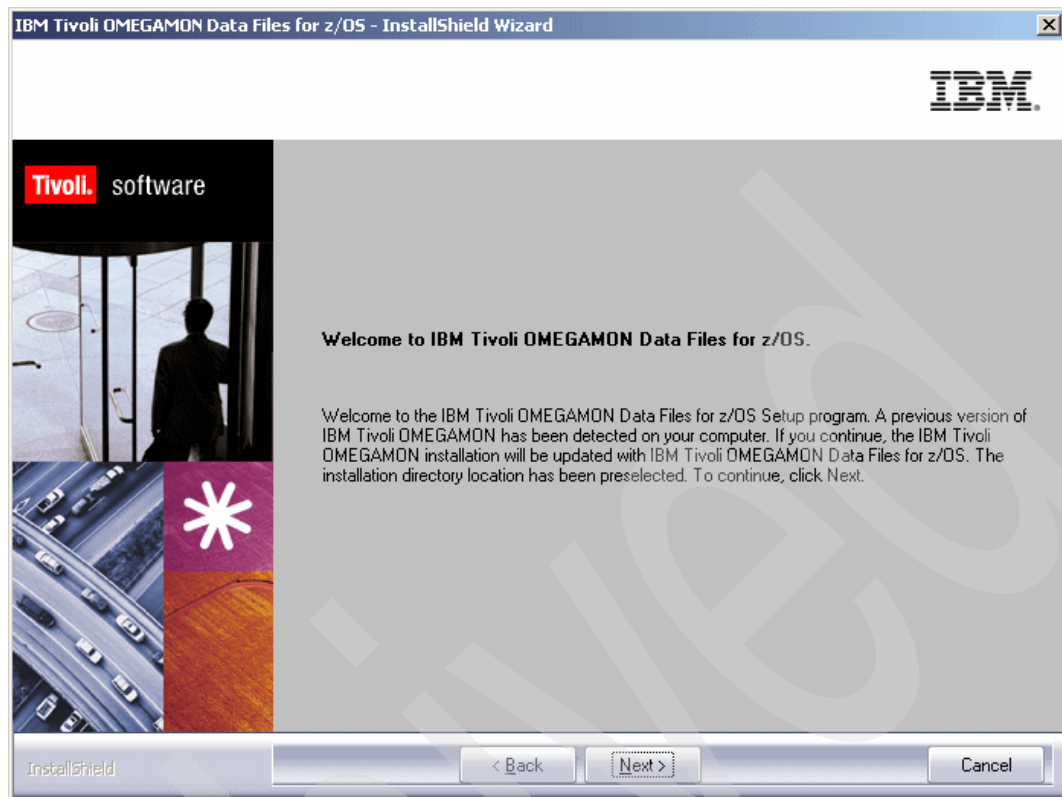 IBM Tivoli OMEGAMON Data Files for z/OS - InstallShield Wizard
IBM.
Tivoli. software
Welcome to IBM Tivoli OMEGAMON Data Files for z/OS.
Welcome to the IBM Tivoli OMEGAMON Data Files for z/OS Setup program. A previous version of
IBM Tivoli OMEGAMON has been detected on your computer. If you continue, the IBM Tivoli
OMEGAMON installation will be updated with IBM Tivoli OMEGAMON Data Files for z/OS. The
installation directory location has been preselected. To continue, click Next.
InstallShield
< Back
Next >
Cancel